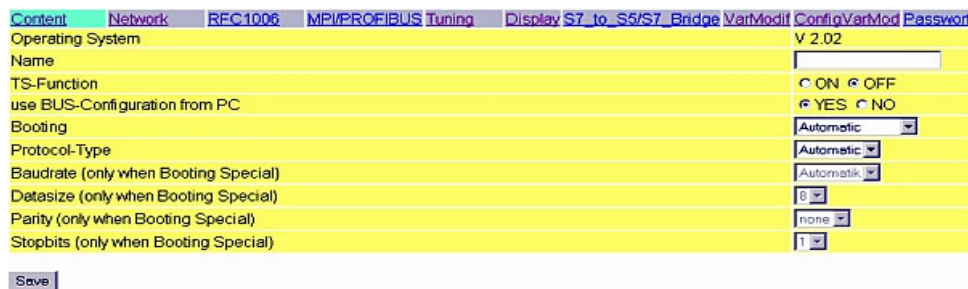 Content Network RFC1006 MPI/PROFIBUS Tuning Display S7_to_S5/S7_Bridge VarModif ConfigVarMod Passwor
Operating System V 2.02
Name
TS-Function ON OFF
use BUS-Configuration from PC YES NO
Booting Automatic
Protocol-Type Automatic
Baudrate (only when Booting Special) Automatik
Datasize (only when Booting Special) 8
Parity (only when Booting Special) none
Stopbits (only when Booting Special) 1
Save